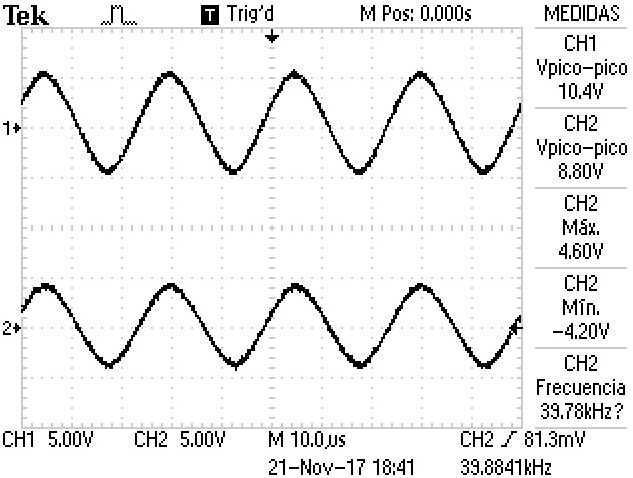 Tek T Trig'd M Pos: 0.000s MEDIDAS
CH1
Vpico-pico
10.4V
CH2
Vpico-pico
8.80V
CH2
Máx.
4.60V
CH2
Mín.
-4.20V
CH2
Frecuencia
39.78kHz?
1
2
CH1 5.00V CH2 5.00V M 10.0µs CH2 81.3mV
21-Nov-17 18:41 39.8841kHz